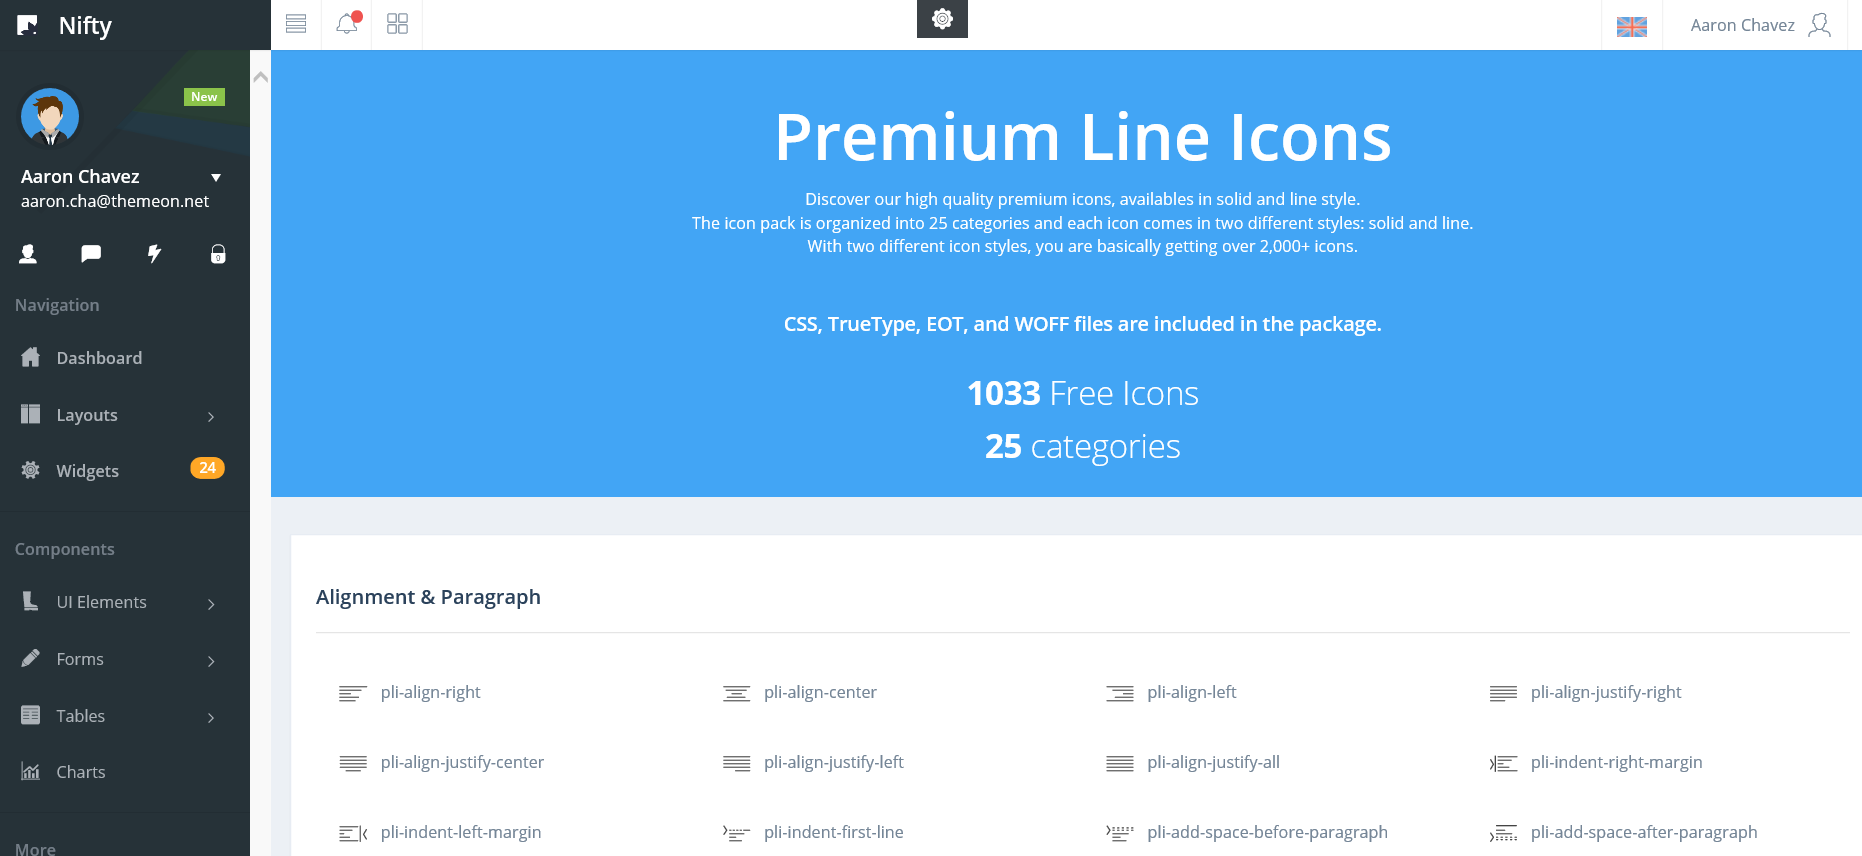 Nifty
Aaron Chavez
New
Aaron Chavez
aaron.cha@themeon.net
Navigation
Dashboard
Layouts
Widgets 24
Components
UI Elements
Forms
Tables
Charts
More
Premium Line Icons
Discover our high quality premium icons, availables in solid and line style.
The icon pack is organized into 25 categories and each icon comes in two different styles: solid and line.
With two different icon styles, you are basically getting over 2,000+ icons.
CSS, TrueType, EOT, and WOFF files are included in the package.
1033 Free Icons
25 categories
Alignment & Paragraph
pli-align-right pli-align-center pli-align-left pli-align-justify-right
pli-align-justify-center pli-align-justify-left pli-align-justify-all pli-indent-right-margin
pli-indent-left-margin pli-indent-first-line pli-add-space-before-paragraph pli-add-space-after-paragraph